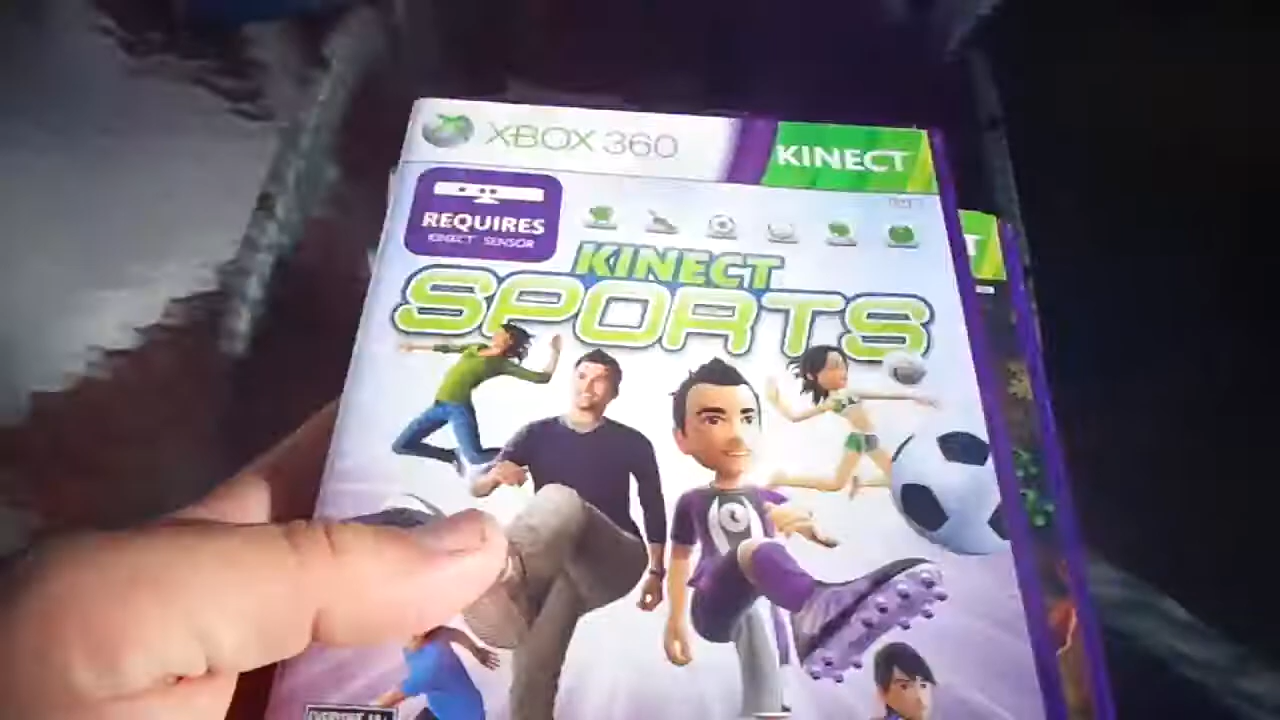 XBOX 360
KINECT
REQUIRES
KINECT SENSOR
KINECT
SPORTS